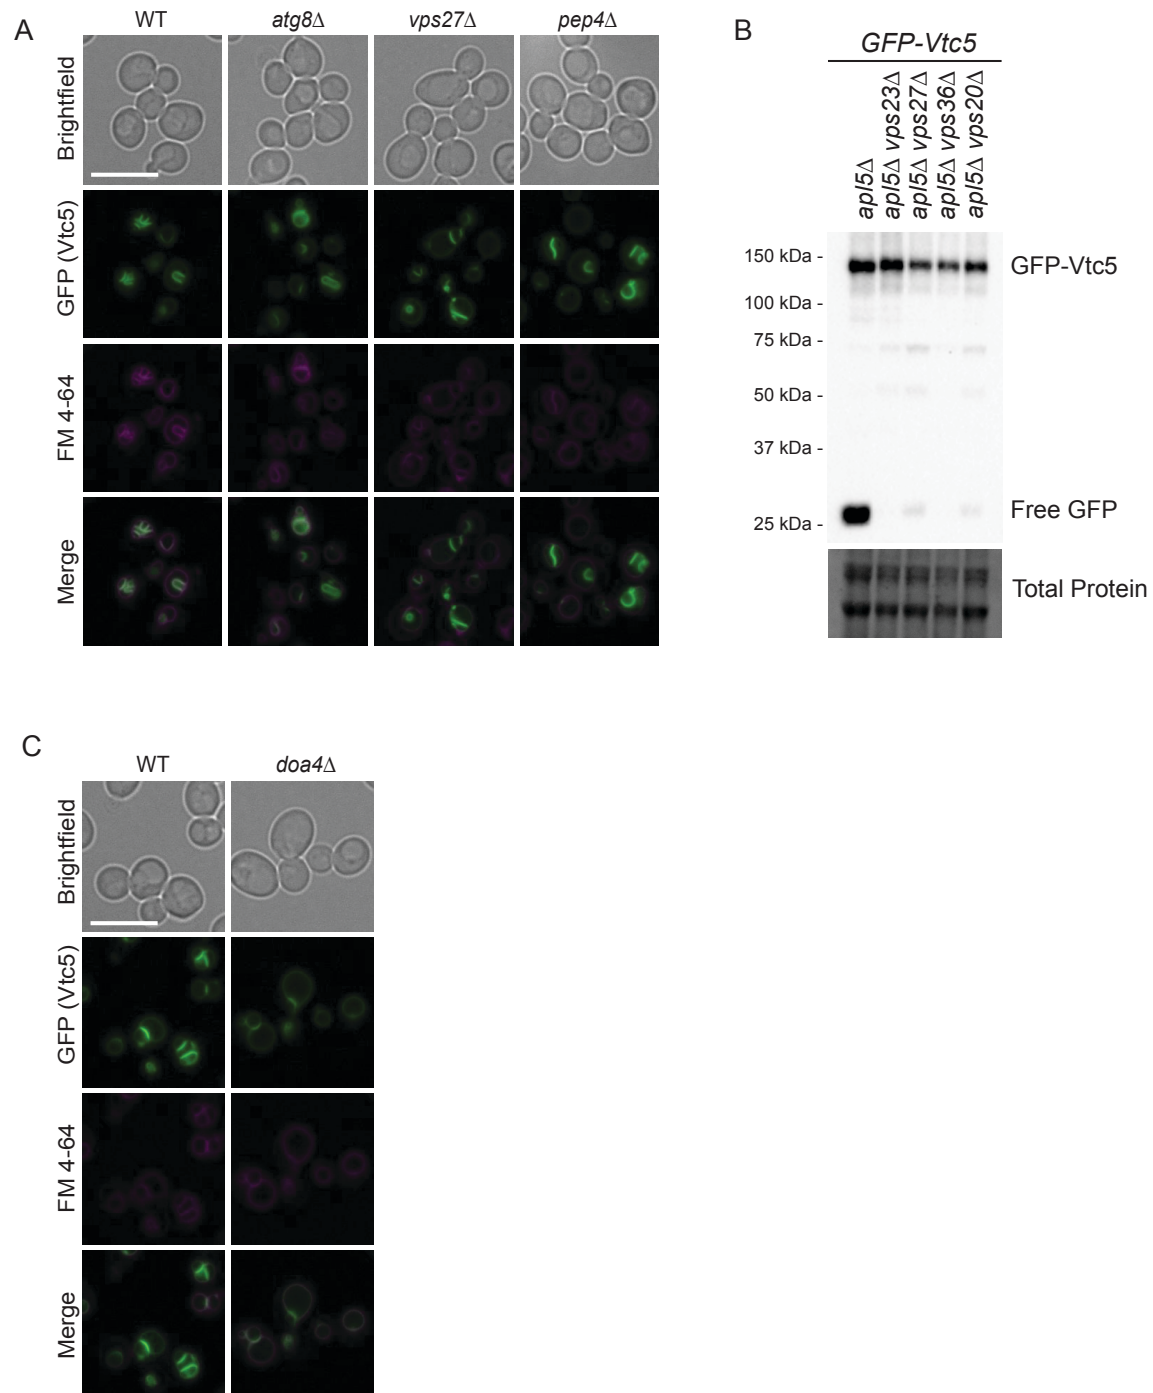 A
WT
atg8Δ
vps27Δ
pep4Δ
Brightfield
GFP (Vtc5)
FM 4-64
Merge
B
GFP-Vtc5
apl5Δ
apl5Δ vps23Δ
apl5Δ vps27Δ
apl5Δ vps36Δ
apl5Δ vps20Δ
150 kDa -
100 kDa -
75 kDa -
50 kDa -
37 kDa -
25 kDa -
GFP-Vtc5
Free GFP
Total Protein
C
WT
doa4Δ
Brightfield
GFP (Vtc5)
FM 4-64
Merge